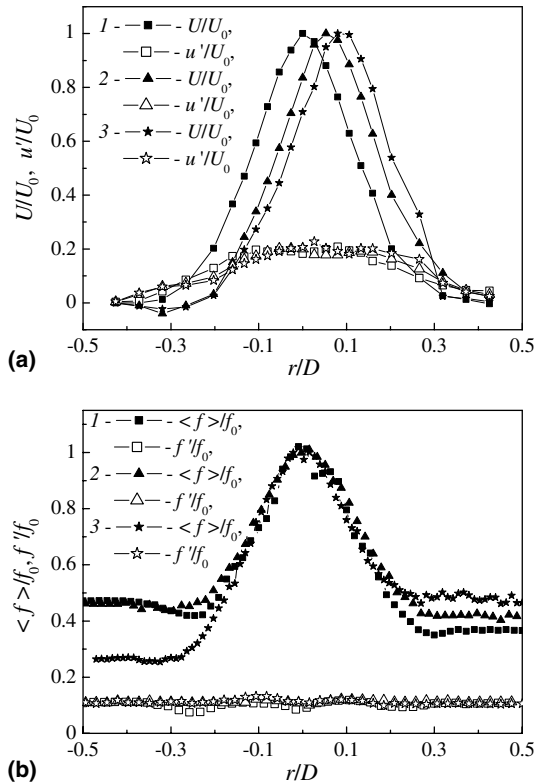 (a)
1 - —■— - U/U₀,
—□— - u'/U₀,
2 - —▲— - U/U₀,
—△— - u'/U₀,
3 - —★— - U/U₀,
—☆— - u'/U₀
U/U₀, u'/U₀
1
0.8
0.6
0.4
0.2
0
-0.5 -0.3 -0.1 0.1 0.3 0.5
r/D
(b)
1 - —■— - <f>/f₀,
—□— - f'/f₀,
2 - —▲— - <f>/f₀,
—△— - f'/f₀,
3 - —★— - <f>/f₀,
—☆— - f'/f₀
<f>/f₀, f'/f₀
1
0.8
0.6
0.4
0.2
0
-0.5 -0.3 -0.1 0.1 0.3 0.5
r/D